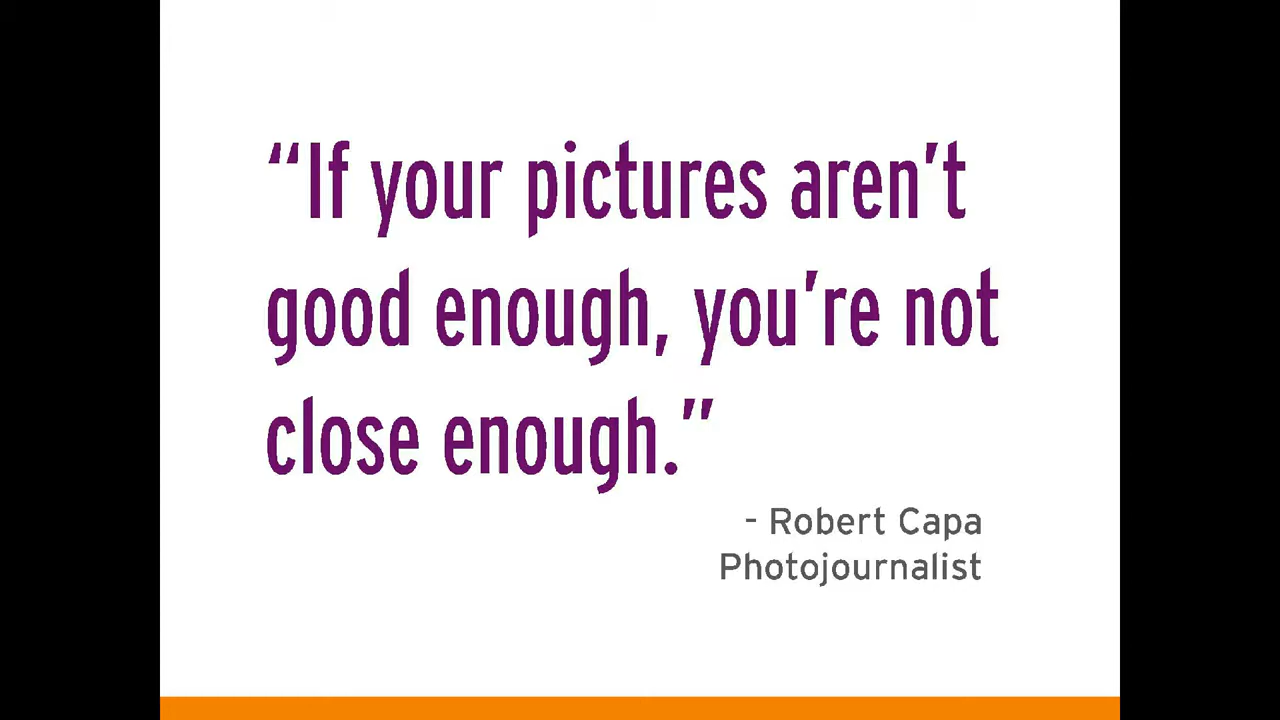 “If your pictures aren’t
good enough, you’re not
close enough.”
- Robert Capa
Photojournalist